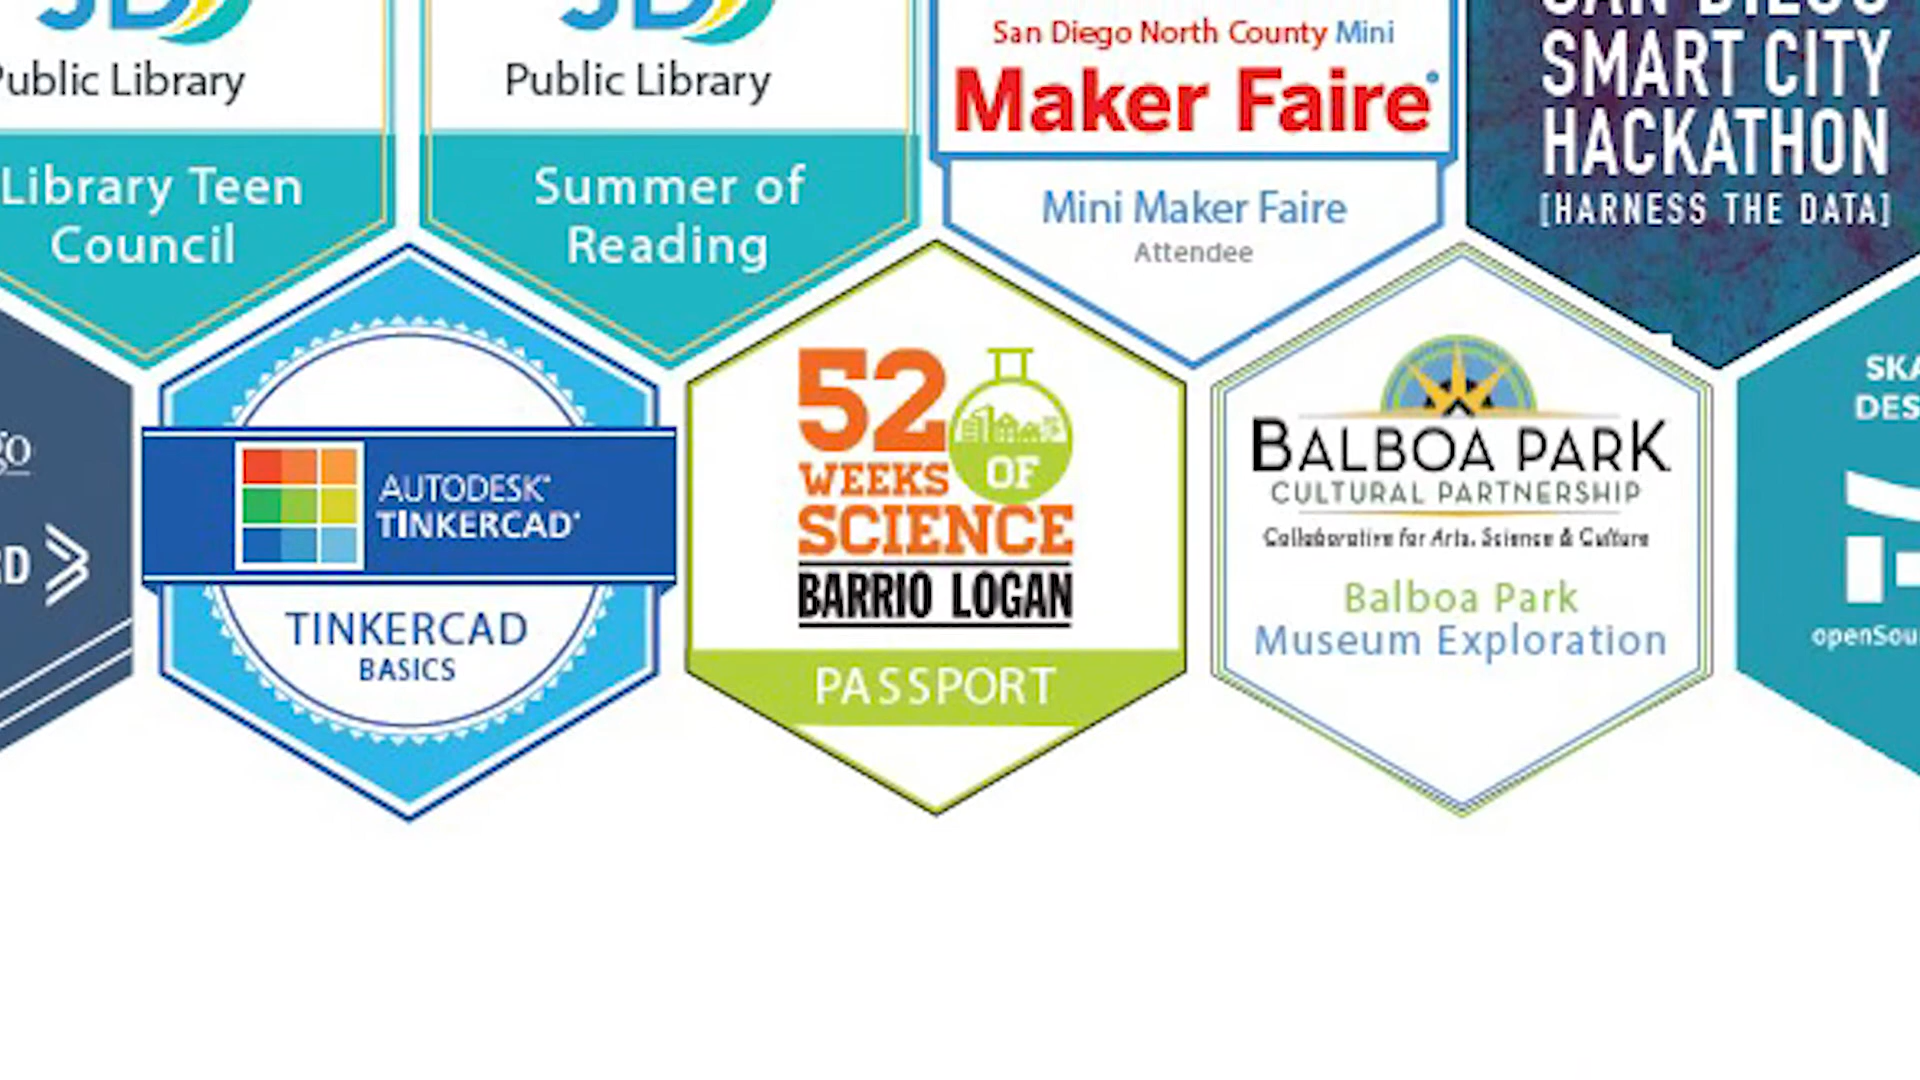 Public Library
Library Teen
Council
Public Library
Summer of
Reading
San Diego North County Mini
Maker Faire
Mini Maker Faire
Attendee
SAN DIEGO
SMART CITY
HACKATHON
[HARNESS THE DATA]
AUTODESK
TINKERCAD
TINKERCAD
BASICS
52
WEEKS OF
SCIENCE
BARRIO LOGAN
PASSPORT
BALBOA PARK
CULTURAL PARTNERSHIP
Collaborative for Arts, Science & Culture
Balboa Park
Museum Exploration